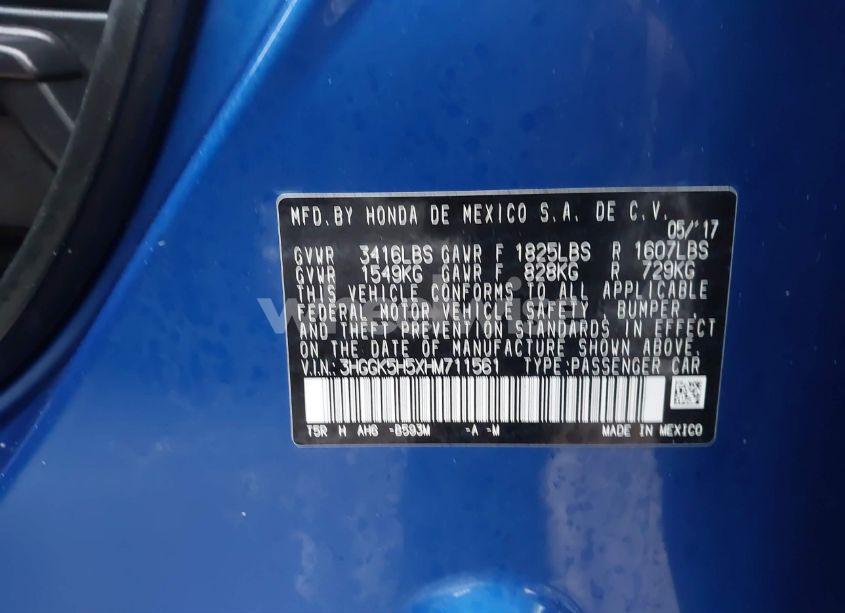 MFD.BY HONDA DE MEXICO S.A. DE C.V.
05/'17
GVWR 3416LBS GAWR F 1825LBS R 1607LBS
GVWR 1549KG GAWR F 828KG R 729KG
THIS VEHICLE CONFORMS TO ALL APPLICABLE
FEDERAL MOTOR VEHICLE SAFETY, BUMPER,
AND THEFT PREVENTION STANDARDS IN EFFECT
ON THE DATE OF MANUFACTURE SHOWN ABOVE.
V.IN: 3HGGK5H5XHM711561 TYPE:PASSENGER CAR
T5R H AHG -B593M -A -M MADE IN MEXICO